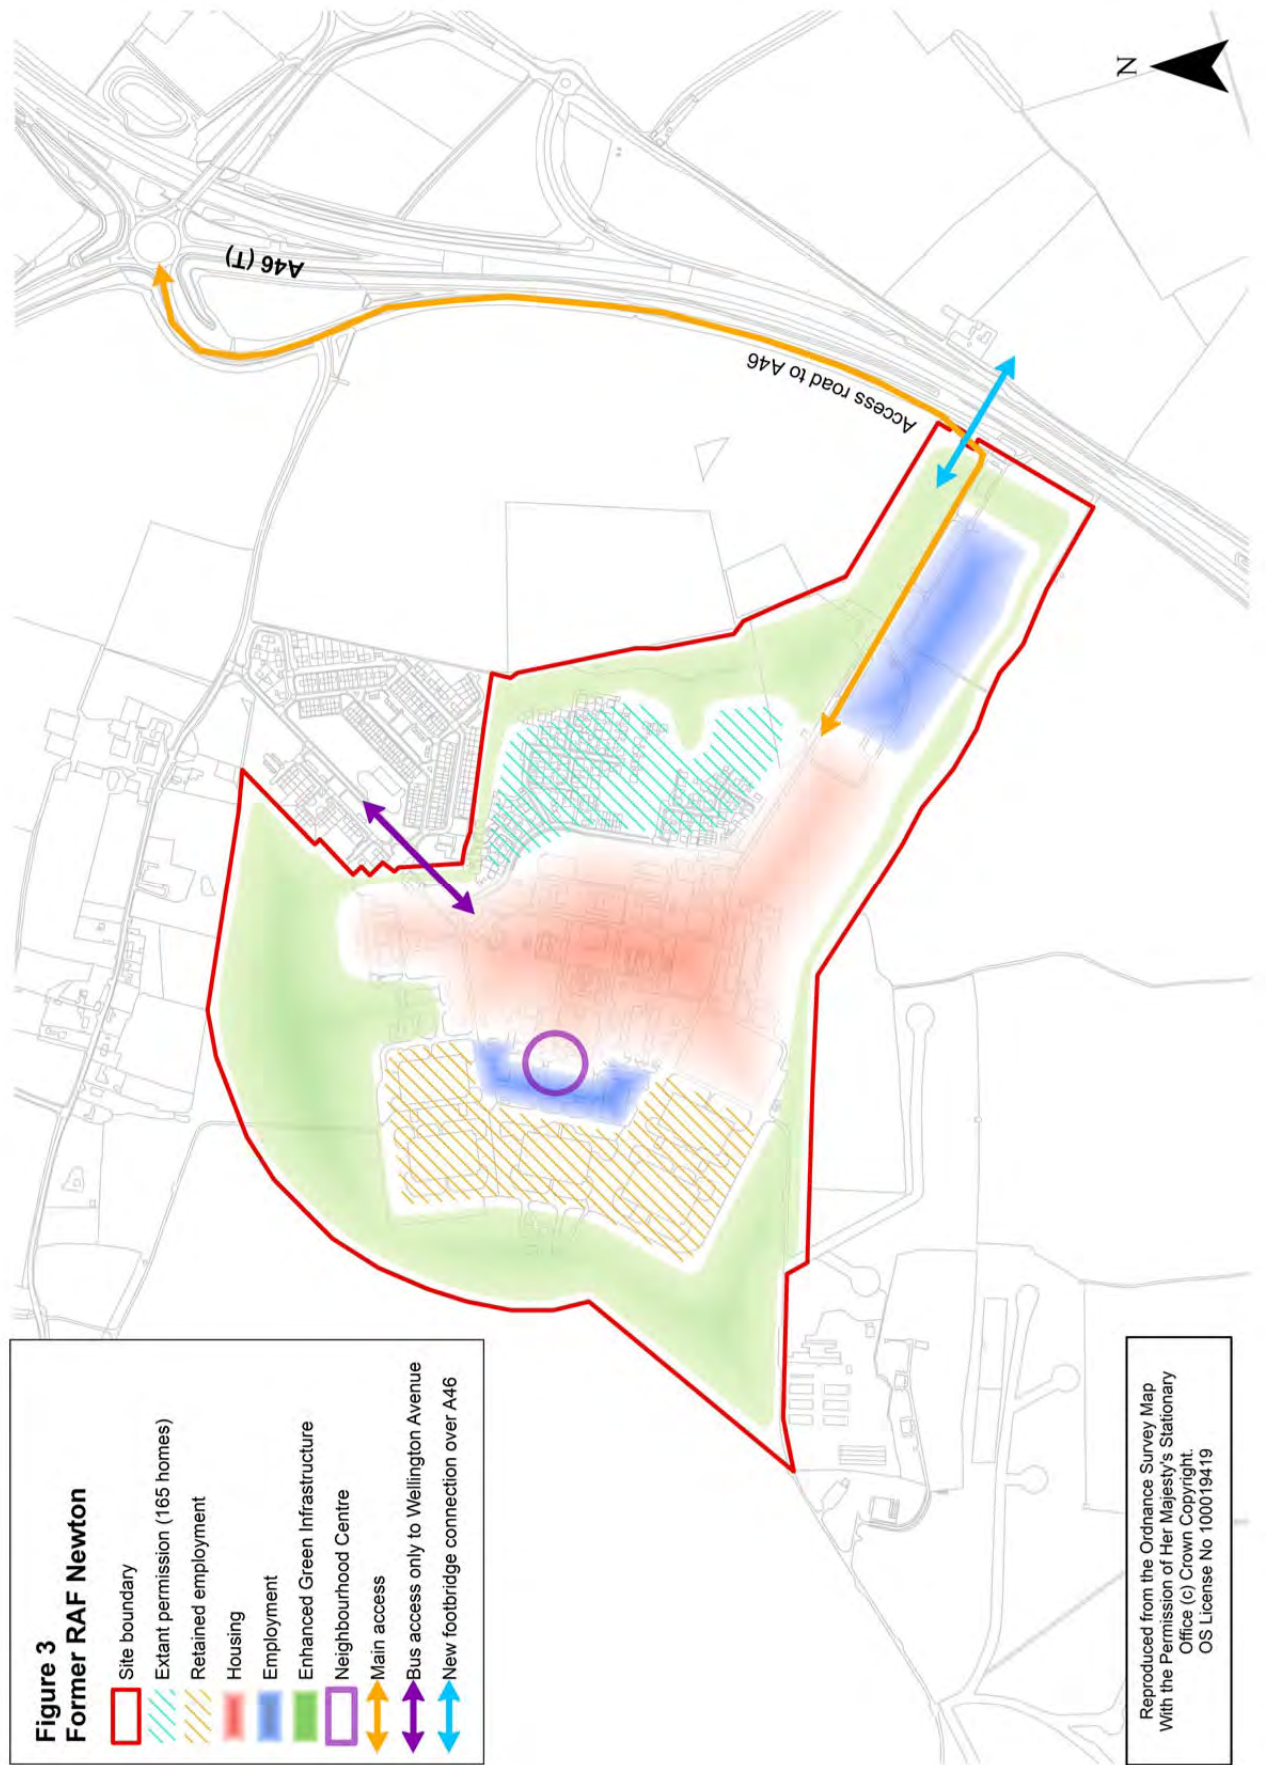 Figure 3
Former RAF Newton
Site boundary
Extant permission (165 homes)
Retained employment
Housing
Employment
Enhanced Green Infrastructure
Neighbourhood Centre
Main access
Bus access only to Wellington Avenue
New footbridge connection over A46
A46 (T)
Access road to A46
N
Reproduced from the Ordnance Survey Map
With the Permission of Her Majesty's Stationary
Office (c) Crown Copyright.
OS License No 100019419